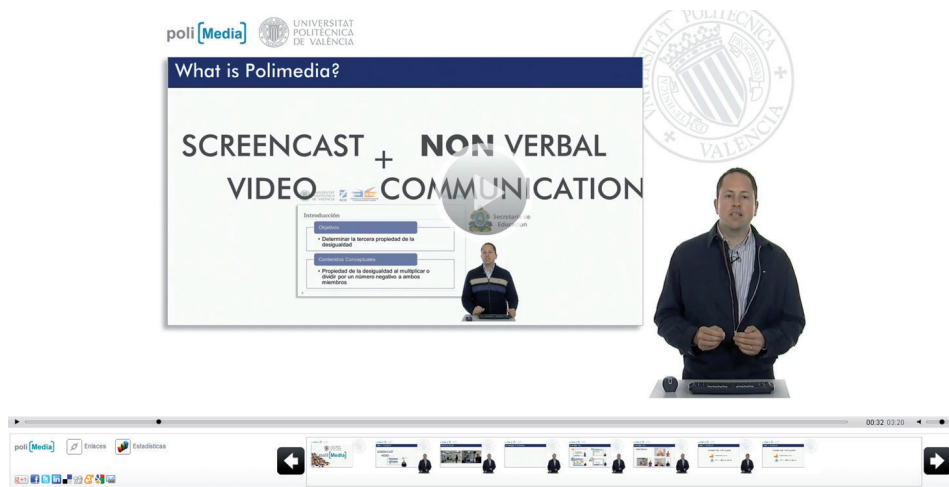 poli [Media]
UNIVERSITAT
POLITÈCNICA
DE VALÈNCIA
What is Polimedia?
SCREENCAST + NON VERBAL
VIDEO COMMUNICATION
Introducción
Secretaría de
Educación
Objetivos
• Determinar la tercera propiedad de la
desigualdad
Contenidos Conceptuales
• Propiedad de la desigualdad al multiplicar o
dividir por un número negativo a ambos
miembros
VALÈNCIA
00:32 03:20
poli [Media] Enlaces Estadísticas